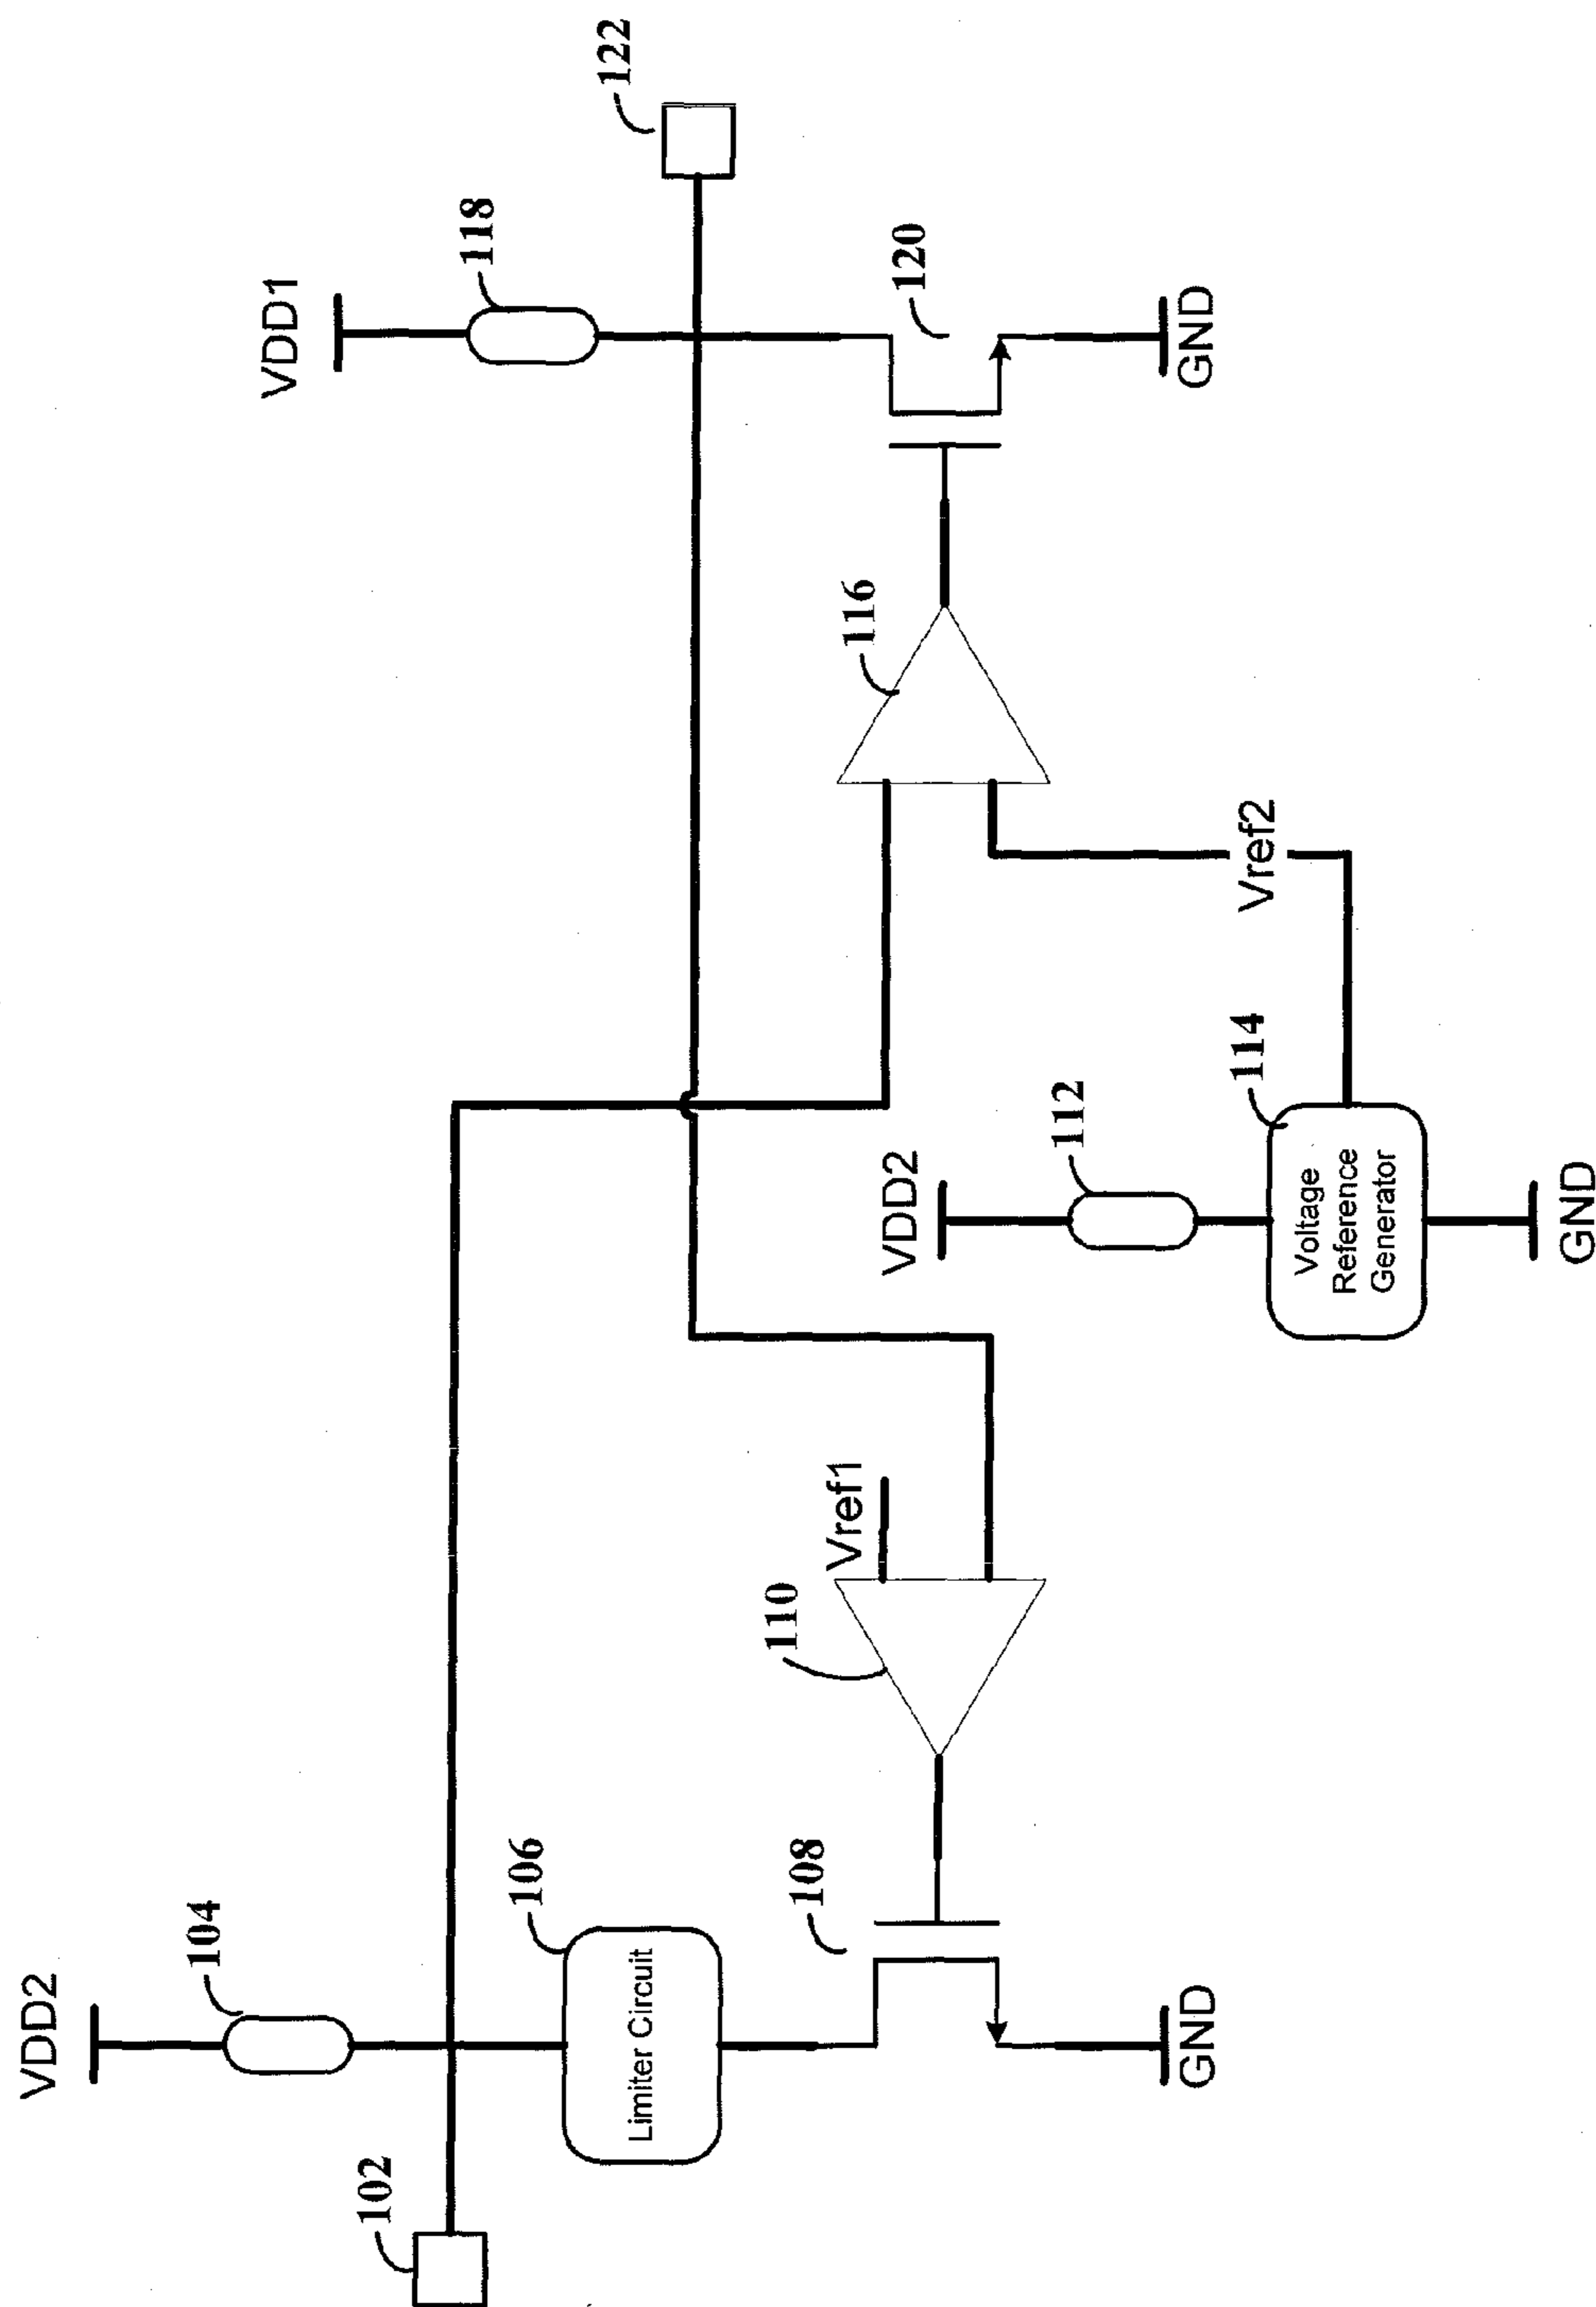 VDD2
104
102
106
Limiter Circuit
108
GND
110
Vref1
VDD2
112
114
Voltage
Reference
Generator
GND
Vref2
116
VDD1
118
120
GND
122